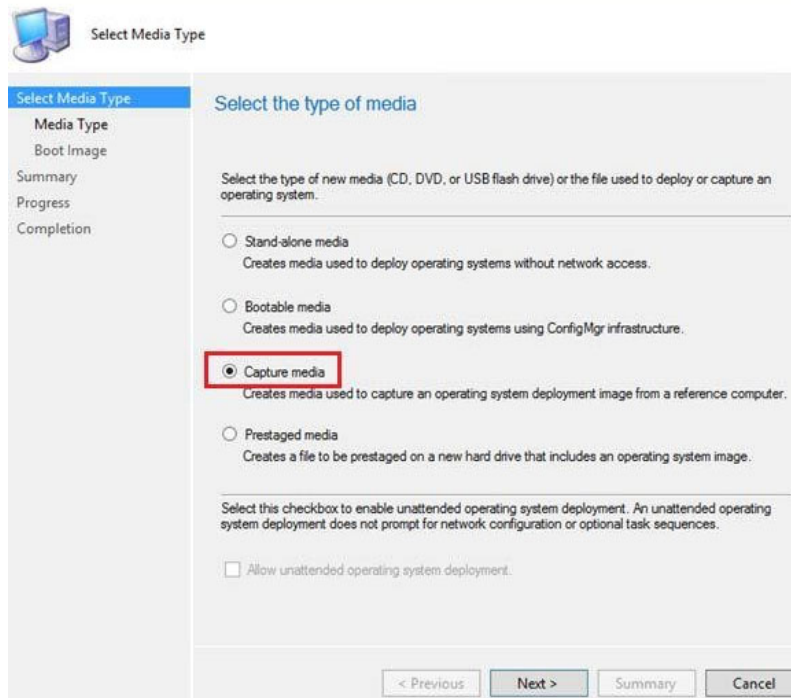 Select Media Type
Select Media Type
Media Type
Boot Image
Summary
Progress
Completion
Select the type of media
Select the type of new media (CD, DVD, or USB flash drive) or the file used to deploy or capture an
operating system.
Stand-alone media
Creates media used to deploy operating systems without network access.
Bootable media
Creates media used to deploy operating systems using ConfigMgr infrastructure.
Capture media
Creates media used to capture an operating system deployment image from a reference computer.
Prestaged media
Creates a file to be prestaged on a new hard drive that includes an operating system image.
Select this checkbox to enable unattended operating system deployment. An unattended operating
system deployment does not prompt for network configuration or optional task sequences.
Allow unattended operating system deployment.
< Previous
Next >
Summary
Cancel